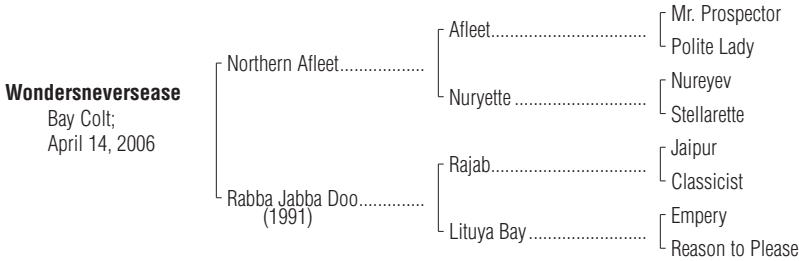 Mr. Prospector
Afleet
Polite Lady
Northern Afleet
Nureyev
Nuryette
Stellarette
Wondersneversease
Bay Colt;
April 14, 2006
Jaipur
Rajab
Classicist
Rabba Jabba Doo
(1991)
Empery
Lituya Bay
Reason to Please